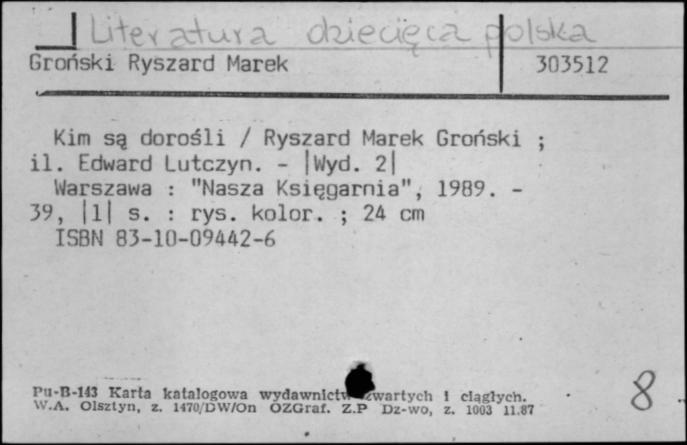 Literatura dziecięca polska
Groński Ryszard Marek 303512
Kim są dorośli / Ryszard Marek Groński ;
il. Edward Lutczyn. - |Wyd. 2|
Warszawa : "Nasza Księgarnia", 1989. -
39, |1| s. : rys. kolor. ; 24 cm
ISBN 83-10-09442-6
8
Pu-B-143 Karta katalogowa wydawnictw zwartych i ciągłych.
W.A. Olsztyn, z. 1470/DW/On OZGraf. Z.P Dz-wo, z. 1003 11.87